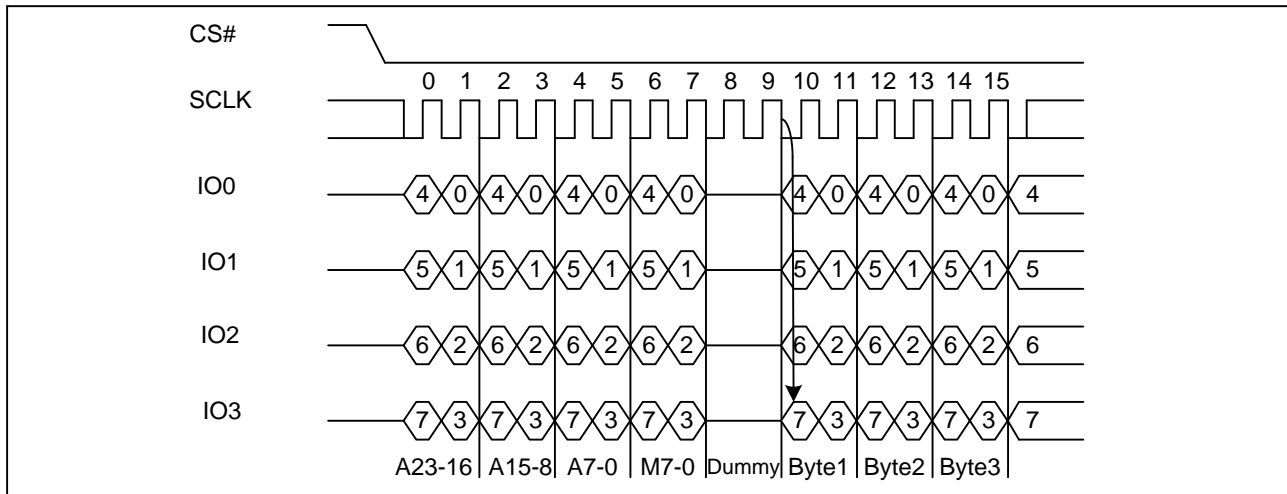 CS#
0 1 2 3 4 5 6 7 8 9 10 11 12 13 14 15
SCLK
IO0 4 0 4 0 4 0 4 0 4 0 4 0 4 0 4
IO1 5 1 5 1 5 1 5 1 5 1 5 1 5 1 5
IO2 6 2 6 2 6 2 6 2 6 2 6 2 6 2 6
IO3 7 3 7 3 7 3 7 3 7 3 7 3 7 3 7
A23-16 A15-8 A7-0 M7-0 Dummy Byte1 Byte2 Byte3